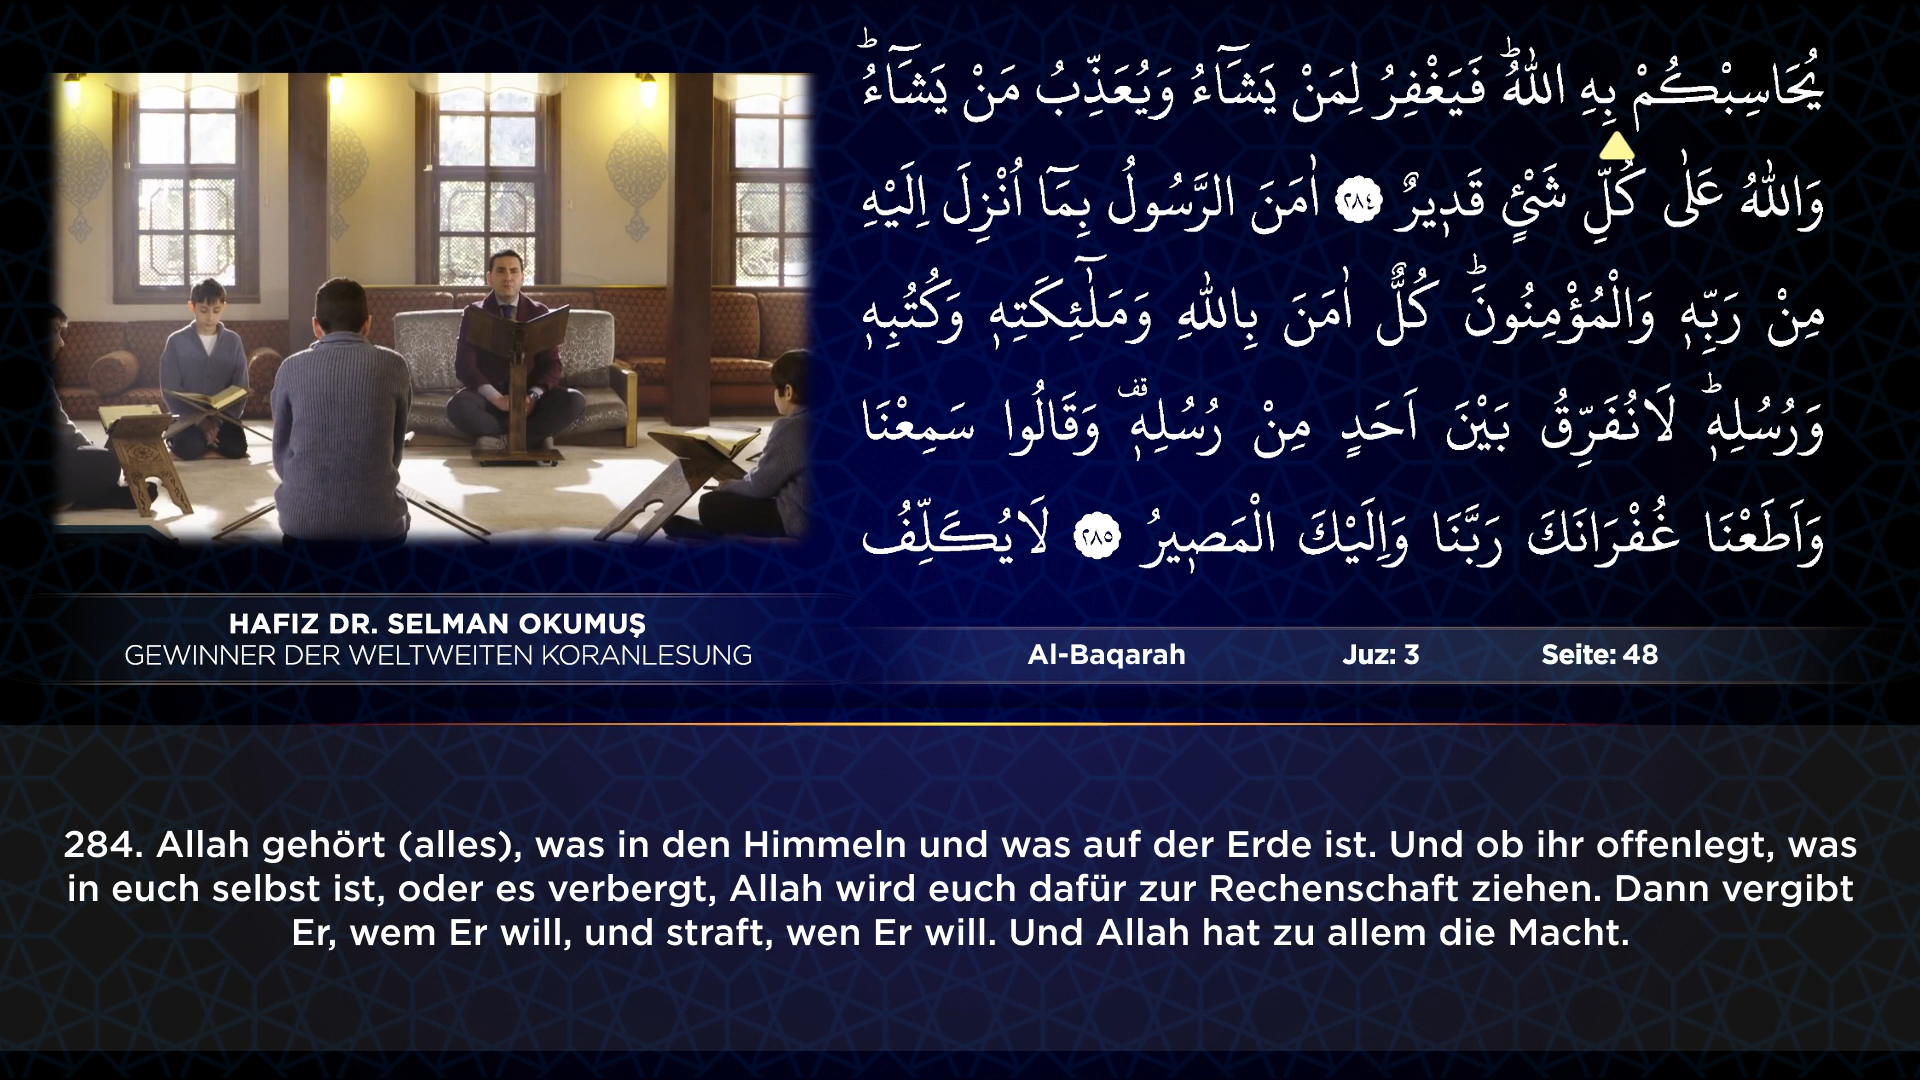 يُحَاسِبْكُمْ بِهِ اللّٰهُؕ فَيَغْفِرُ لِمَنْ يَشَٓاءُ وَيُعَذِّبُ مَنْ يَشَٓاءُؕ
وَاللّٰهُ عَلٰى كُلِّ شَيْءٍ قَد۪يرٌ ﴿٢٨٤﴾ اٰمَنَ الرَّسُولُ بِمَٓا اُنْزِلَ اِلَيْهِ
مِنْ رَبِّه۪ وَالْمُؤْمِنُونَؕ كُلٌّ اٰمَنَ بِاللّٰهِ وَمَلٰٓئِكَتِه۪ وَكُتُبِه۪
وَرُسُلِه۪ؕ لَانُفَرِّقُ بَيْنَ اَحَدٍ مِنْ رُسُلِه۪ قف وَقَالُوا سَمِعْنَا
وَاَطَعْنَا غُفْرَانَكَ رَبَّنَا وَاِلَيْكَ الْمَص۪يرُ ﴿٢٨٥﴾ لَايُكَلِّفُ
HAFIZ DR. SELMAN OKUMUŞ
GEWINNER DER WELTWEITEN KORANLESUNG
Al-Baqarah Juz: 3 Seite: 48
284. Allah gehört (alles), was in den Himmeln und was auf der Erde ist. Und ob ihr offenlegt, was
in euch selbst ist, oder es verbergt, Allah wird euch dafür zur Rechenschaft ziehen. Dann vergibt
Er, wem Er will, und straft, wen Er will. Und Allah hat zu allem die Macht.